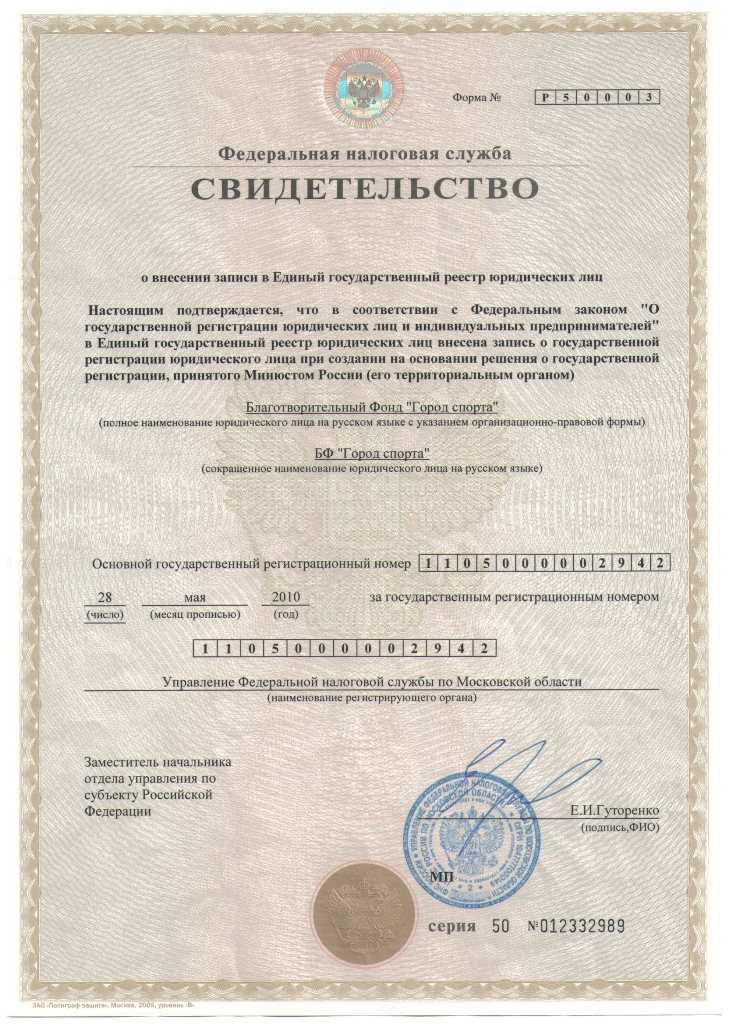 Форма №
Р 5 0 0 0 3
Федеральная налоговая служба
СВИДЕТЕЛЬСТВО
о внесении записи в Единый государственный реестр юридических лиц
Настоящим подтверждается, что в соответствии с Федеральным законом "О
государственной регистрации юридических лиц и индивидуальных предпринимателей"
в Единый государственный реестр юридических лиц внесена запись о государственной
регистрации юридического лица при создании на основании решения о государственной
регистрации, принятого Минюстом России (его территориальным органом)
Благотворительный Фонд "Город спорта"
(полное наименование юридического лица на русском языке с указанием организационно-правовой формы)
БФ "Город спорта"
(сокращенное наименование юридического лица на русском языке)
Основной государственный регистрационный номер 1 1 0 5 0 0 0 0 0 2 9 4 2
28 мая 2010 за государственным регистрационным номером
(число) (месяц прописью) (год)
1 1 0 5 0 0 0 0 0 2 9 4 2
Управление Федеральной налоговой службы по Московской области
(наименование регистрирующего органа)
Заместитель начальника
отдела управления по
субъекту Российской
Федерации
Е.И.Гуторенко
(подпись,ФИО)
МП
серия 50 №012332989
ЗАО «Полиграф-защита», Москва, 2009, уровень «В»